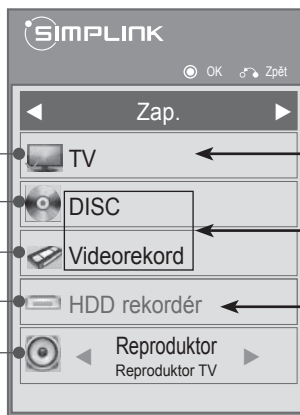 SIMPLINK
OK Zpět
Zap.
TV
DISC
Videorekord
HDD rekordér
Reproduktor
Reproduktor TV